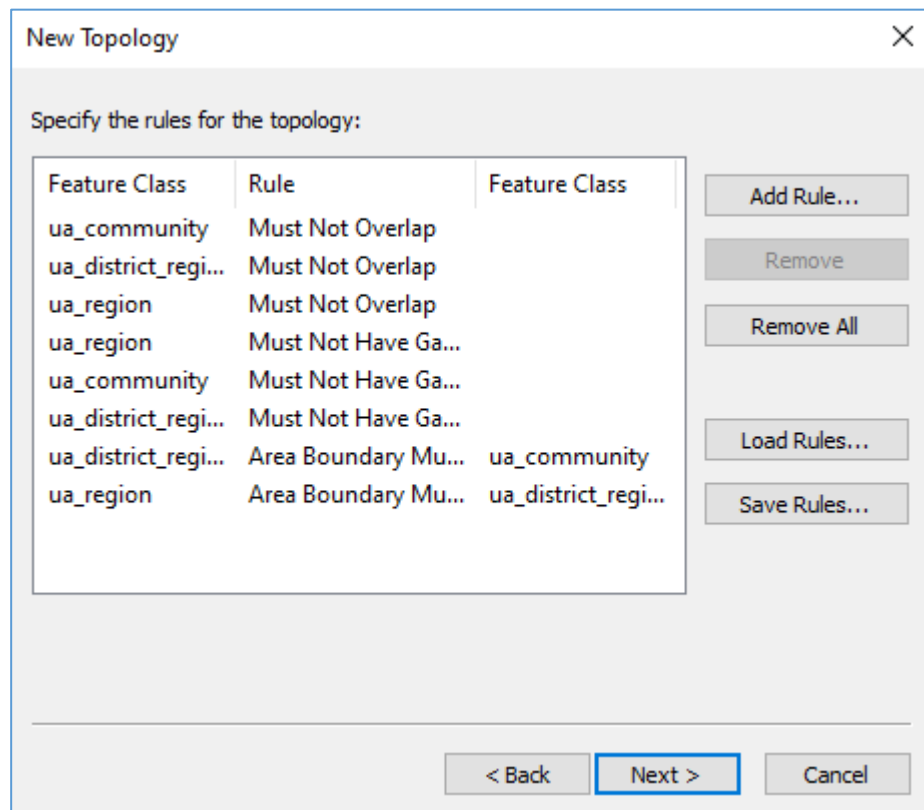 New Topology
Specify the rules for the topology:
Feature Class Rule Feature Class
ua_community Must Not Overlap
ua_district_regi... Must Not Overlap
ua_region Must Not Overlap
ua_region Must Not Have Ga...
ua_community Must Not Have Ga...
ua_district_regi... Must Not Have Ga...
ua_district_regi... Area Boundary Mu... ua_community
ua_region Area Boundary Mu... ua_district_regi...
Add Rule...
Remove
Remove All
Load Rules...
Save Rules...
< Back Next > Cancel